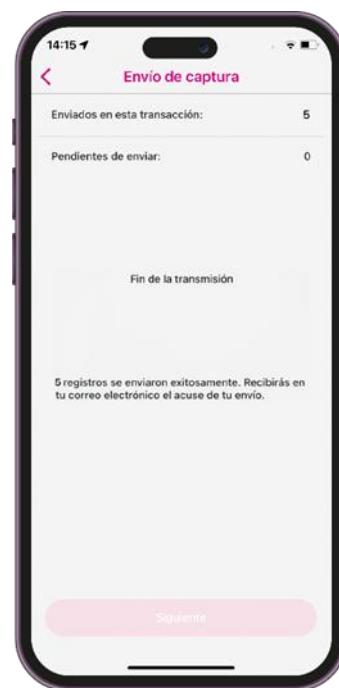 14:15
Envío de captura
Enviados en esta transacción: 5
Pendientes de enviar: 0
Fin de la transmisión
5 registros se enviaron exitosamente. Recibirás en
tu correo electrónico el acuse de tu envío.
Siguiente